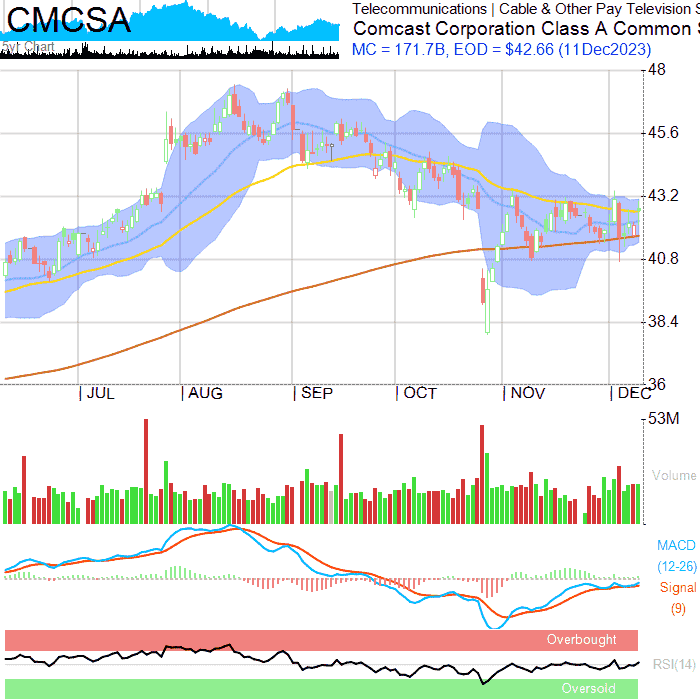 CMCSA
5yr Chart
Telecommunications | Cable & Other Pay Television S
Comcast Corporation Class A Common S
MC = 171.7B, EOD = $42.66 (11Dec2023)
48
45.6
43.2
40.8
38.4
36
| JUL | AUG | SEP | OCT | NOV | DEC
53M
Volume
MACD
(12-26)
Signal
(9)
Overbought
RSI(14)
Oversold